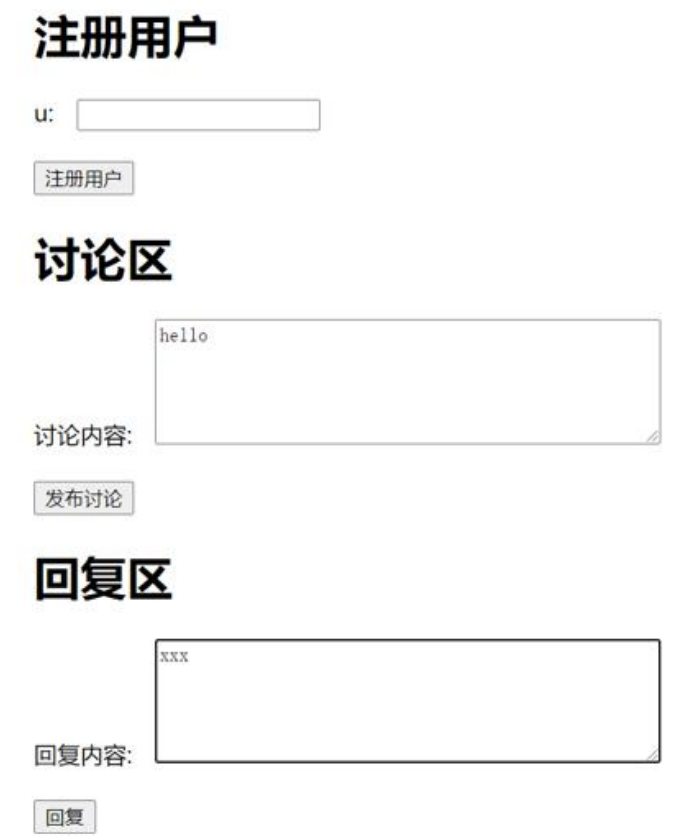 注册用户
u:
注册用户
讨论区
hello
讨论内容:
发布讨论
回复区
xxx
回复内容:
回复